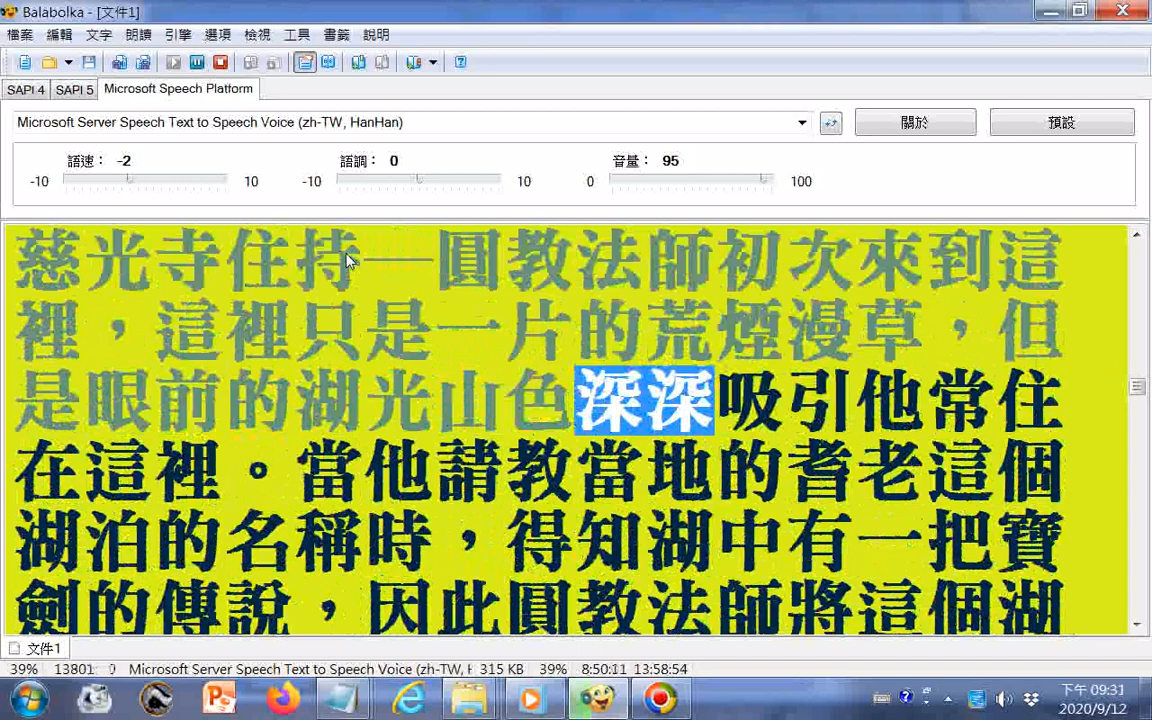 Balabolka - [文件1]
檔案 編輯 文字 朗讀 引擎 選項 檢視 工具 書籤 說明
SAPI 4 SAPI 5 Microsoft Speech Platform
Microsoft Server Speech Text to Speech Voice (zh-TW, HanHan) 關於 預設
語速： -2 語調： 0 音量： 95
-10 10 -10 10 0 100
慈光寺住持──圓教法師初次來到這
裡，這裡只是一片的荒煙漫草，但
是眼前的湖光山色深深吸引他常住
在這裡。當他請教當地的耆老這個
湖泊的名稱時，得知湖中有一把寶
劍的傳說，因此圓教法師將這個湖
文件1
39% 13801 0 Microsoft Server Speech Text to Speech Voice (zh-TW, H 315 KB 39% 8:50:11 13:58:54
下午 09:31
2020/9/12